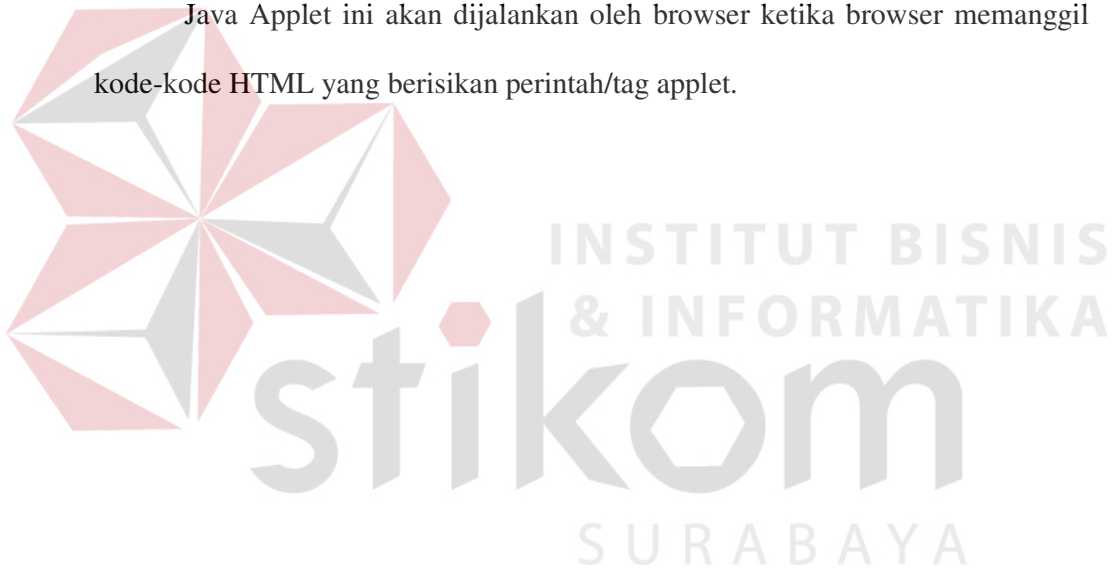 Java Applet ini akan dijalankan oleh browser ketika browser memanggil
kode-kode HTML yang berisikan perintah/tag applet.
INSTITUT BISNIS
& INFORMATIKA
stikom
SURABAYA